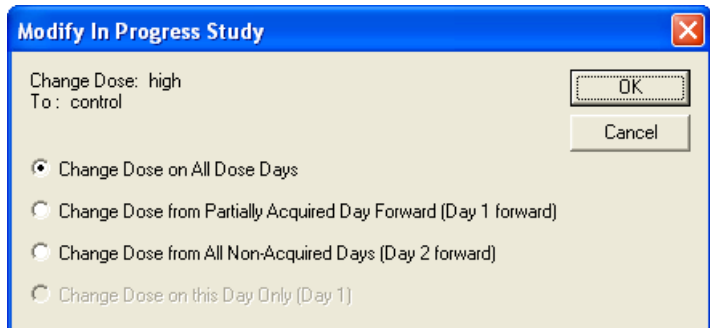 Modify In Progress Study
Change Dose: high
To : control
OK
Cancel
Change Dose on All Dose Days
Change Dose from Partially Acquired Day Forward (Day 1 forward)
Change Dose from All Non-Acquired Days (Day 2 forward)
Change Dose on this Day Only (Day 1)